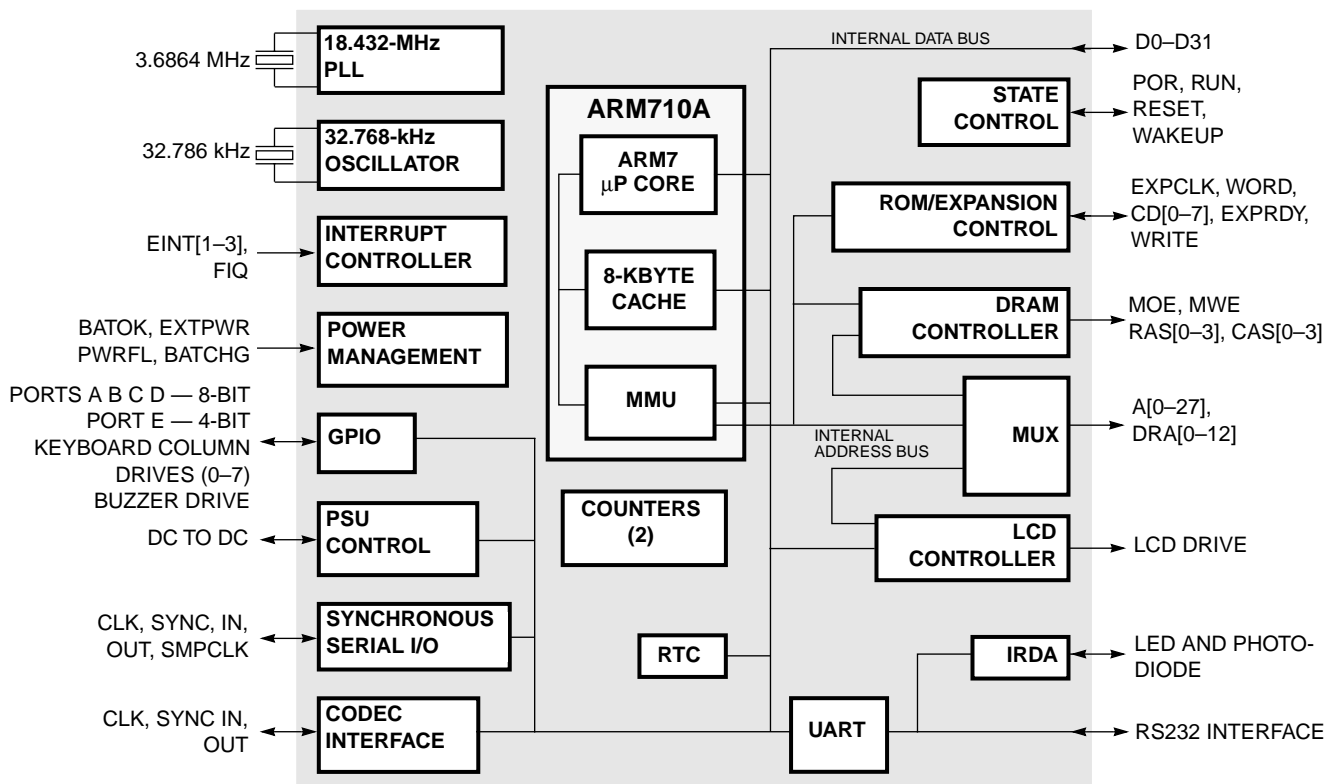 3.6864 MHz
18.432-MHz
PLL
32.786 kHz
32.768-kHz
OSCILLATOR
EINT[1–3],
FIQ
INTERRUPT
CONTROLLER
BATOK, EXTPWR
PWRFL, BATCHG
POWER
MANAGEMENT
PORTS A B C D — 8-BIT
PORT E — 4-BIT
KEYBOARD COLUMN
DRIVES (0–7)
BUZZER DRIVE
GPIO
DC TO DC
PSU
CONTROL
CLK, SYNC, IN,
OUT, SMPCLK
SYNCHRONOUS
SERIAL I/O
CLK, SYNC IN,
OUT
CODEC
INTERFACE
ARM710A
ARM7
μP CORE
8-KBYTE
CACHE
MMU
COUNTERS
(2)
RTC
UART
INTERNAL DATA BUS
D0–D31
STATE
CONTROL
POR, RUN,
RESET,
WAKEUP
ROM/EXPANSION
CONTROL
EXPCLK, WORD,
CD[0–7], EXPRDY,
WRITE
DRAM
CONTROLLER
MOE, MWE
RAS[0–3], CAS[0–3]
INTERNAL
ADDRESS BUS
MUX
A[0–27],
DRA[0–12]
LCD
CONTROLLER
LCD DRIVE
IRDA
LED AND PHOTO-
DIODE
RS232 INTERFACE